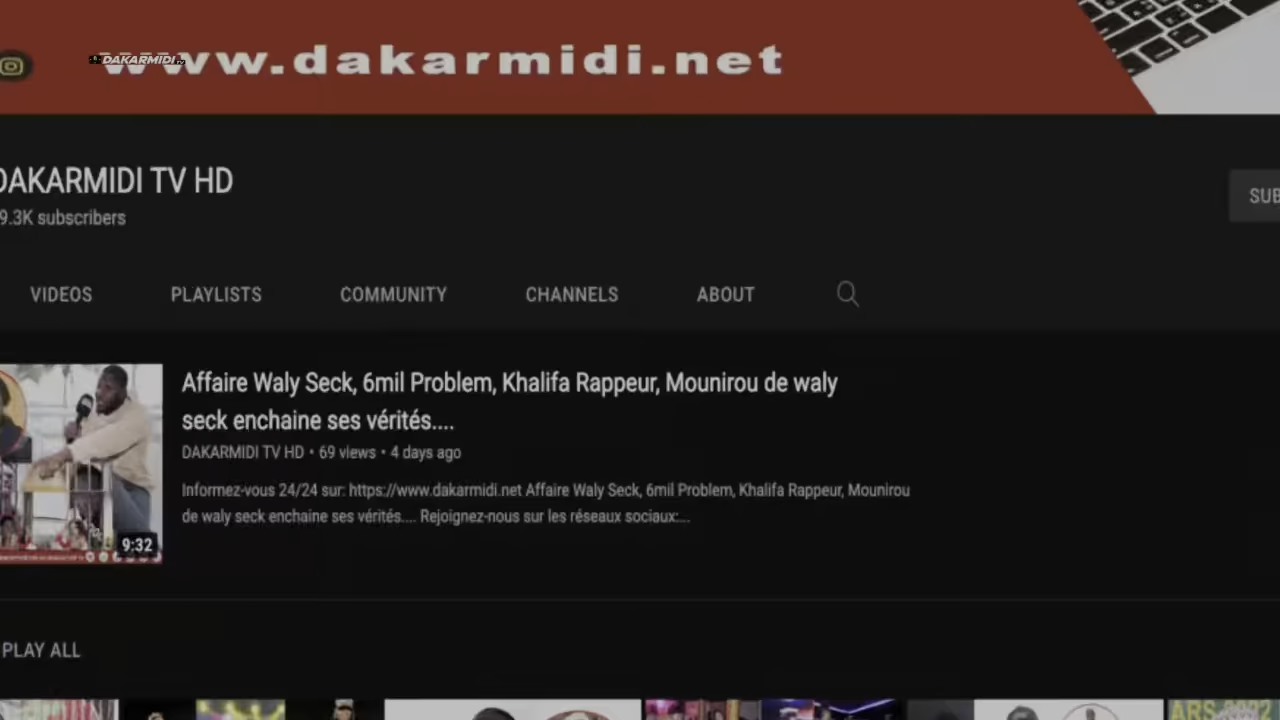 www.dakarmidi.net
DAKARMIDI
DAKARMIDI TV HD
9.3K subscribers
SUB
VIDEOS PLAYLISTS COMMUNITY CHANNELS ABOUT
Affaire Waly Seck, 6mil Problem, Khalifa Rappeur, Mounirou de waly
seck enchaine ses vérités....
DAKARMIDI TV HD • 69 views • 4 days ago
Informez-vous 24/24 sur: https://www.dakarmidi.net Affaire Waly Seck, 6mil Problem, Khalifa Rappeur, Mounirou
de waly seck enchaine ses vérités.... Rejoignez-nous sur les réseaux sociaux:...
9:32
PLAY ALL